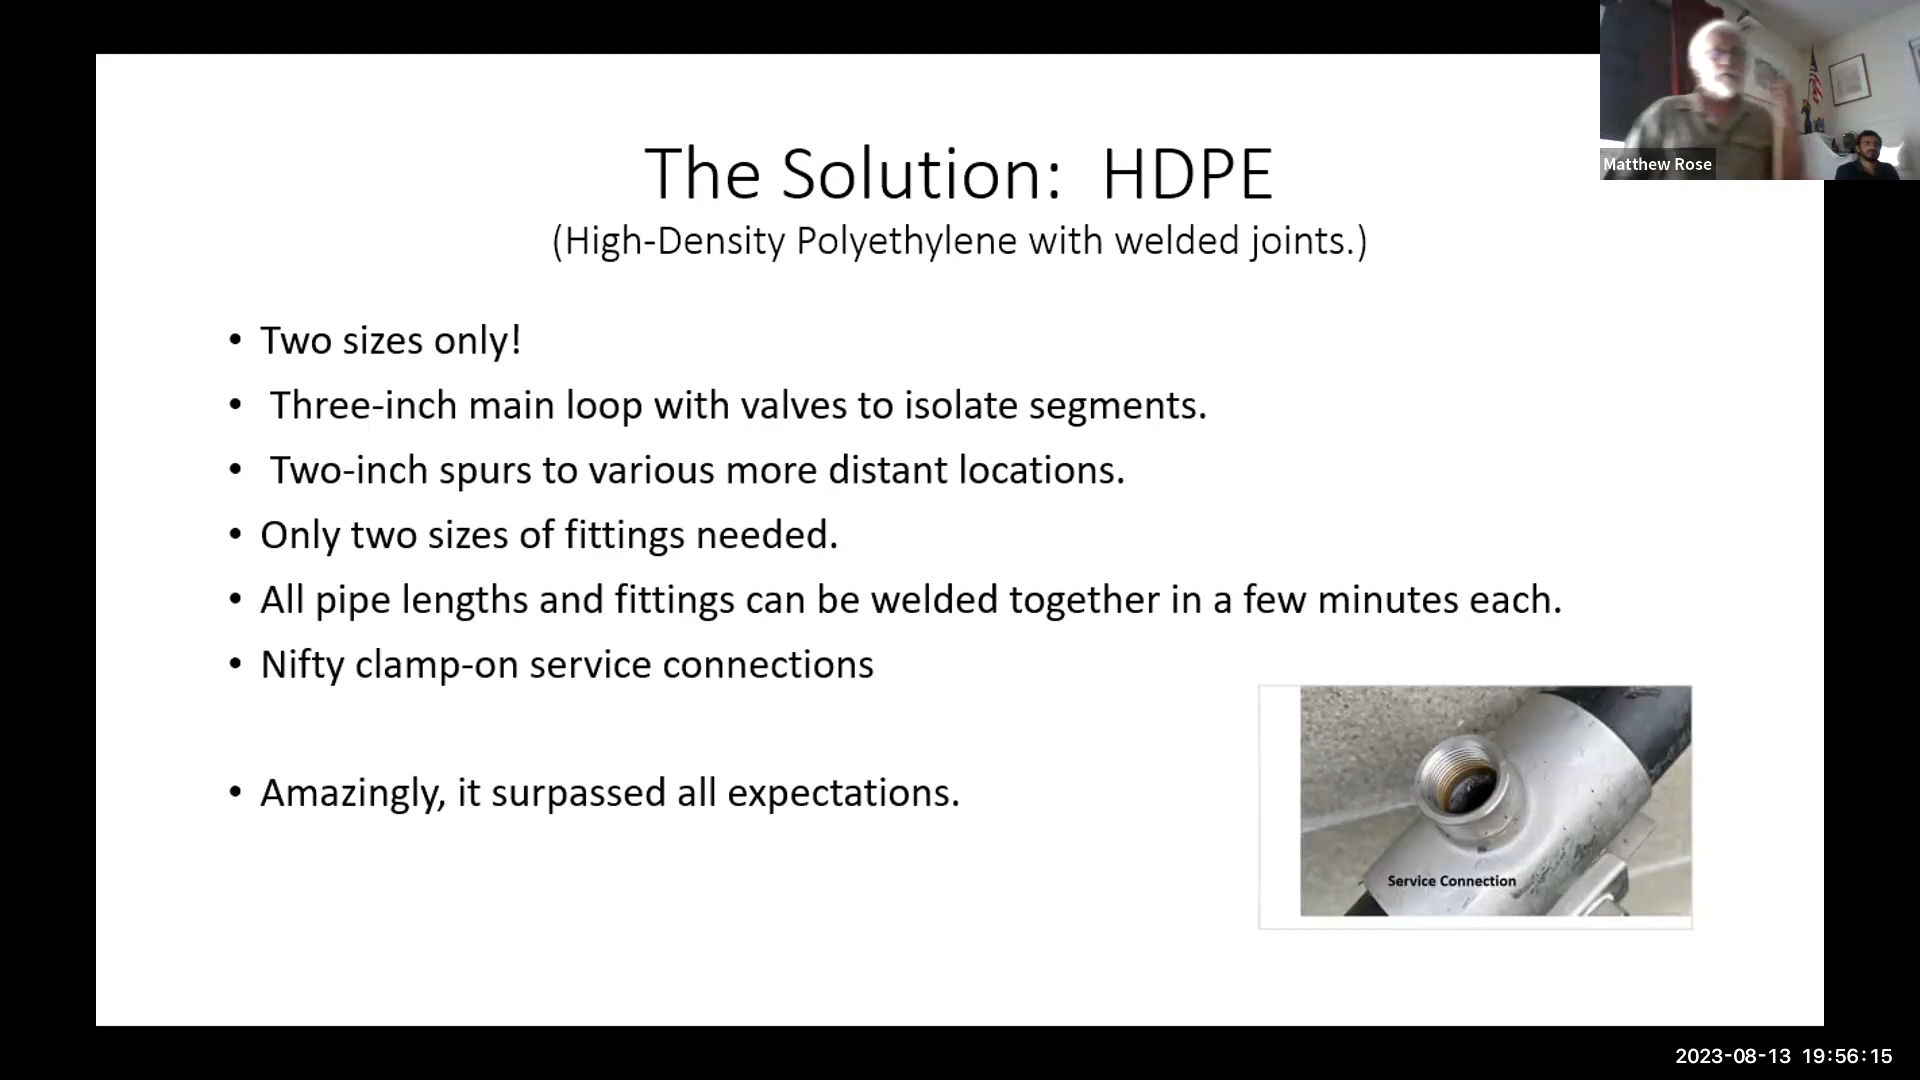 Matthew Rose
The Solution:  HDPE
(High-Density Polyethylene with welded joints.)
• Two sizes only!
• Three-inch main loop with valves to isolate segments.
• Two-inch spurs to various more distant locations.
• Only two sizes of fittings needed.
• All pipe lengths and fittings can be welded together in a few minutes each.
• Nifty clamp-on service connections
• Amazingly, it surpassed all expectations.
Service Connection
2023-08-13 19:56:15